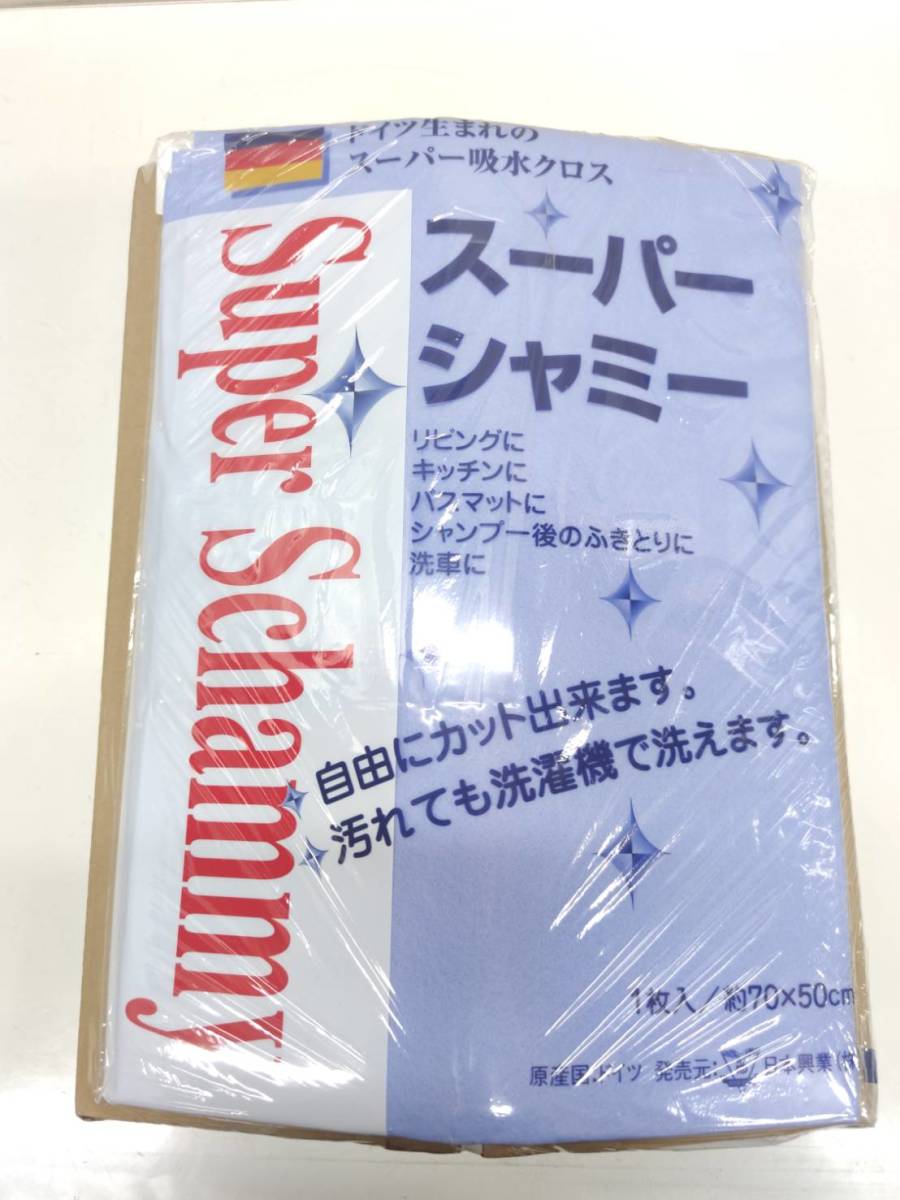 ドイツ生まれの
スーパー吸水クロス
Super Schammy
スーパー
シャミー
リビングに
キッチンに
バスマットに
シャンプー後のふきとりに
洗車に
自由にカット出来ます。
汚れても洗濯機で洗えます。
1枚入/約70×50cm
原産国:ドイツ 発売元: 日本興業(株